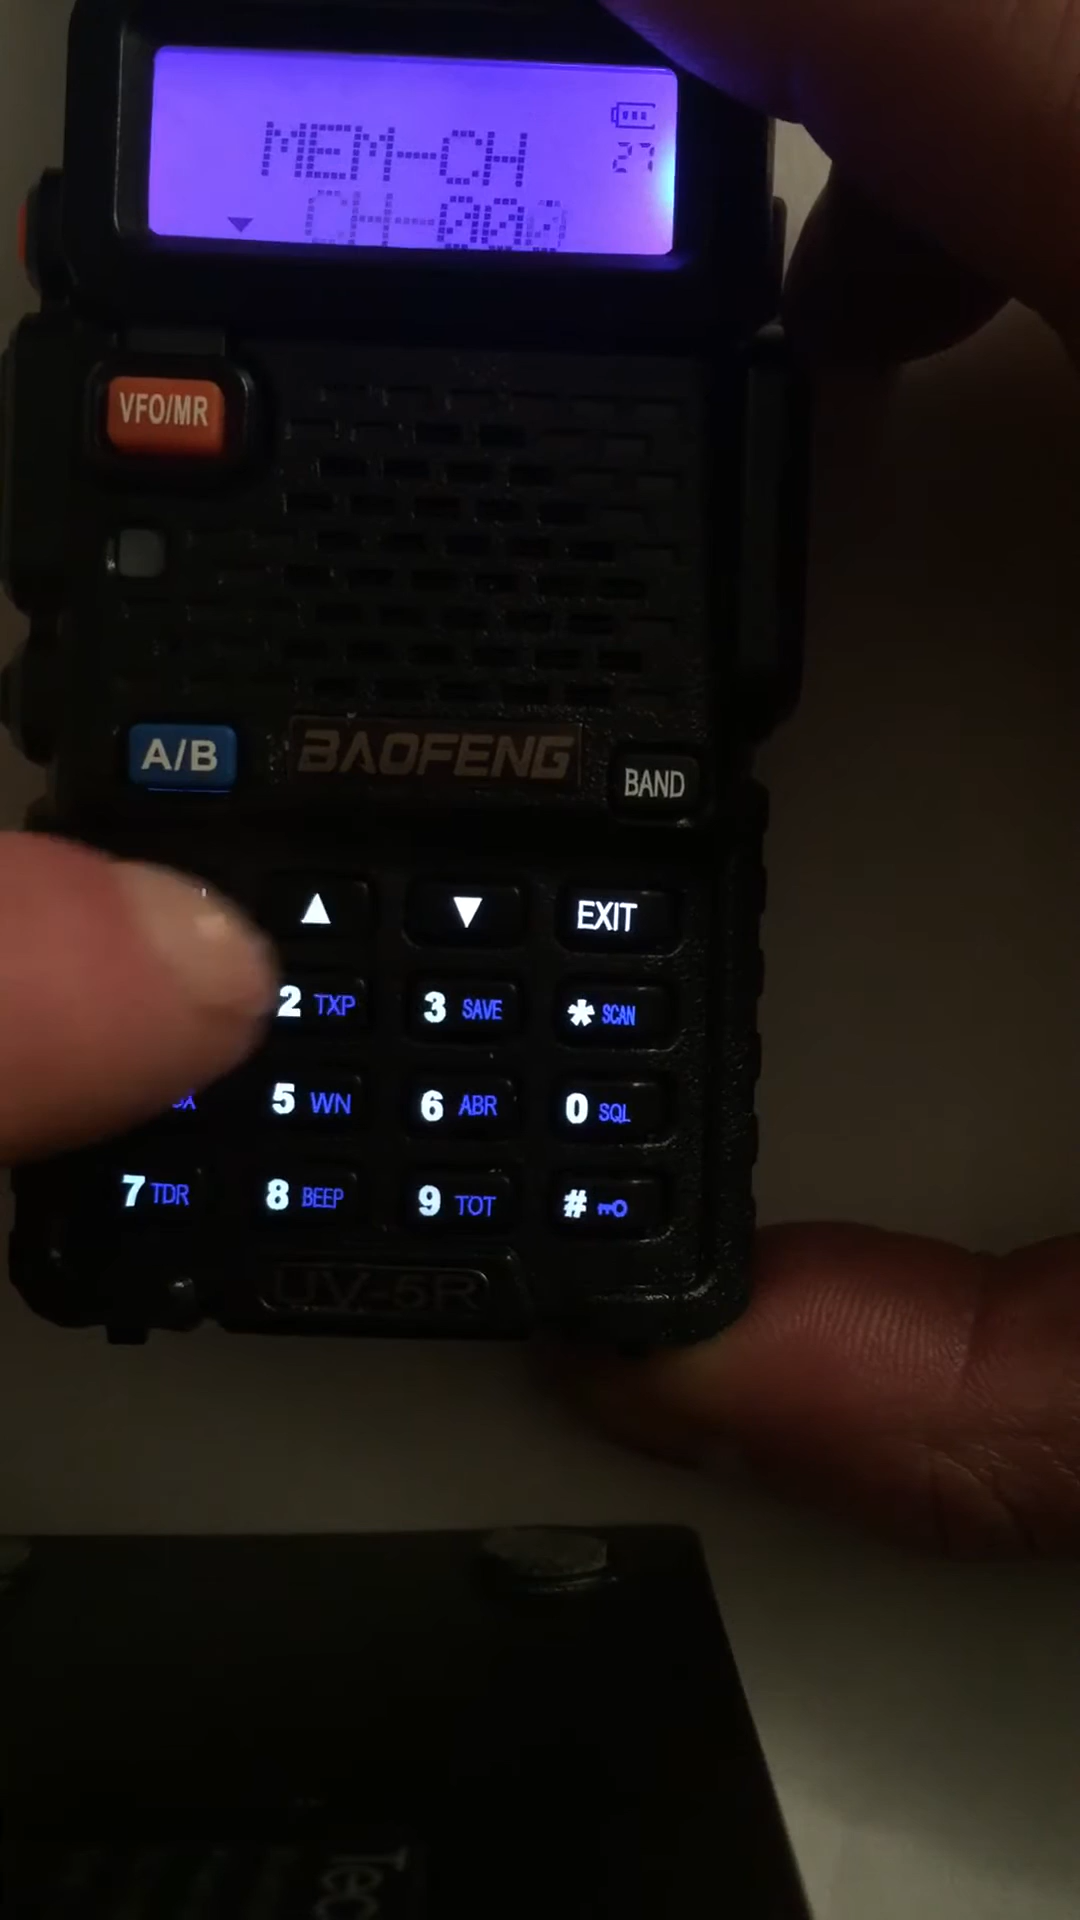 MEM-CH
27
CH-000
VFO/MR
A/B
BAOFENG
BAND
▲ ▼ EXIT
2 TXP 3 SAVE * SCAN
5 WN 6 ABR 0 SQL
7 TDR 8 BEEP 9 TOT #
UV-5R
Tec